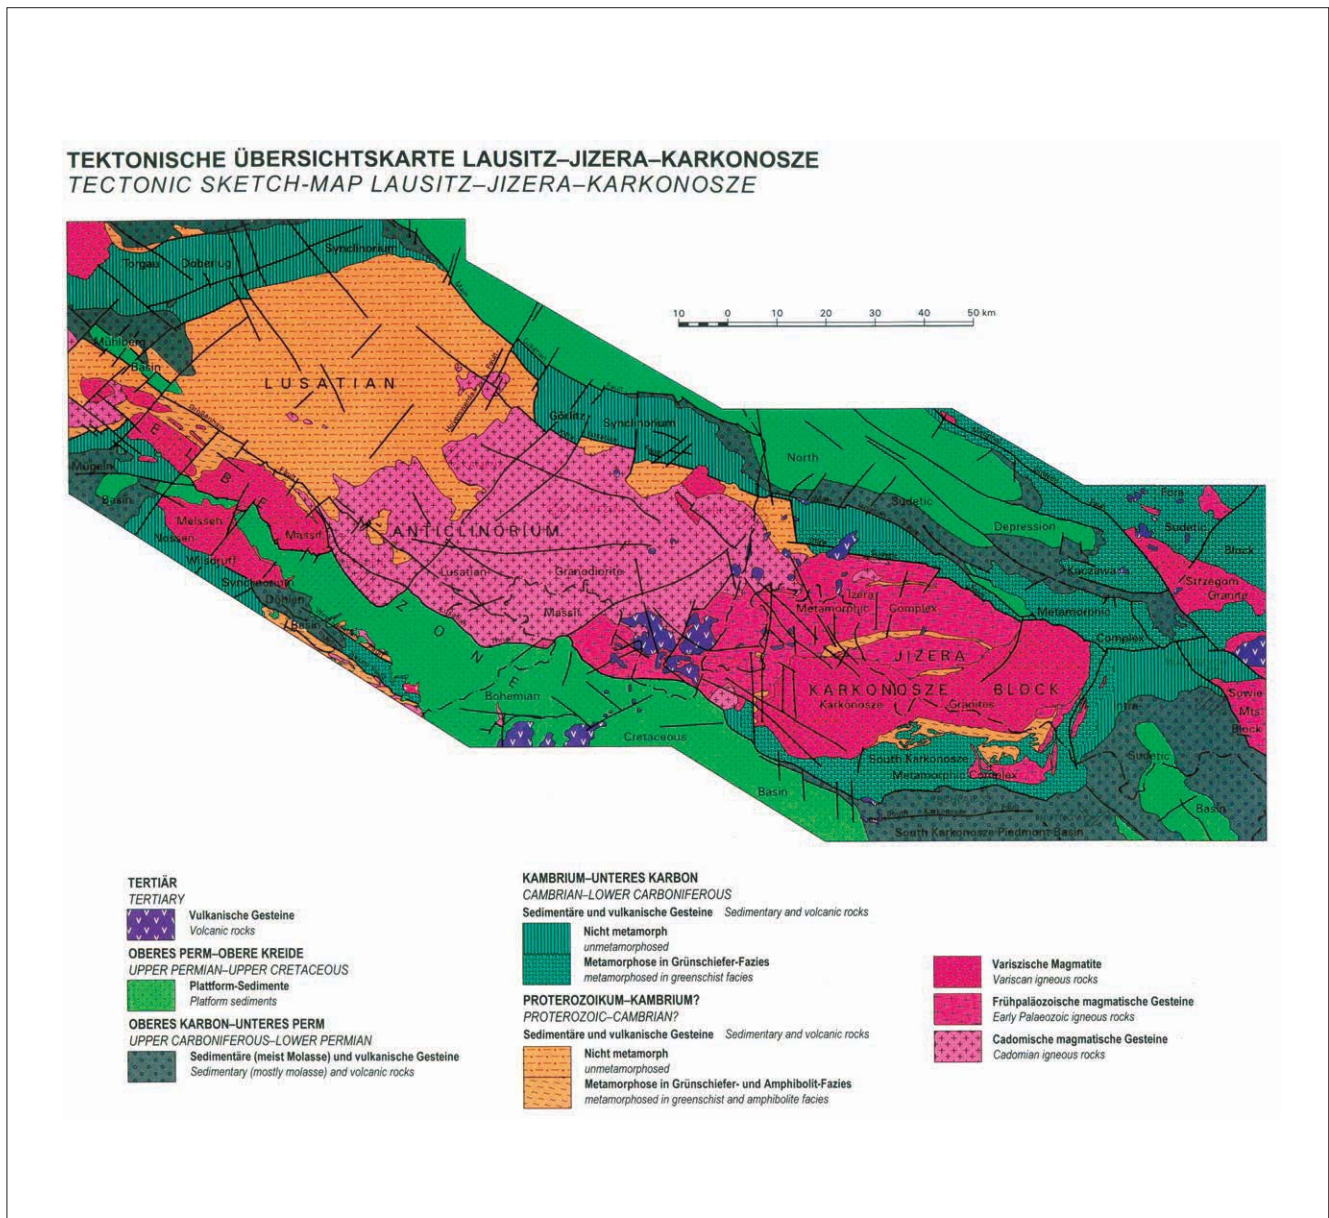 TEKTONISCHE ÜBERSICHTSKARTE LAUSITZ–JIZERA–KARKONOSZE
TECTONIC SKETCH-MAP LAUSITZ–JIZERA–KARKONOSZE
Torgau Doberlug Synclinorium
10 0 10 20 30 40 50 km
Mühlberg
Basin
LUSATIAN
Görlitz
Synclinorium
North
Sudetic
Depression
ELBE
ZONE
Mügeln
Basin
Meissen
Massif
Nossen
Wilsdruff
Synclinorium
Döhlen
Basin
ANTICLINORIUM
Lusatian Granodiorite
Massif
Izera
Metamorphic Complex
JIZERA
KARKONOSZE BLOCK
Karkonosze Granites
Kaczawa
Metamorphic
Complex
Fore
Sudetic
Block
Strzegom
Granite
Sowie
Mts
Block
Intra
Sudetic
Basin
Bohemian
Cretaceous
Basin
South Karkonosze
Metamorphic Complex
South Karkonosze Piedmont Basin
TERTIÄR
TERTIARY
Vulkanische Gesteine
Volcanic rocks
OBERES PERM–OBERE KREIDE
UPPER PERMIAN–UPPER CRETACEOUS
Plattform-Sedimente
Platform sediments
OBERES KARBON–UNTERES PERM
UPPER CARBONIFEROUS–LOWER PERMIAN
Sedimentäre (meist Molasse) und vulkanische Gesteine
Sedimentary (mostly molasse) and volcanic rocks
KAMBRIUM–UNTERES KARBON
CAMBRIAN–LOWER CARBONIFEROUS
Sedimentäre und vulkanische Gesteine Sedimentary and volcanic rocks
Nicht metamorph
unmetamorphosed
Metamorphose in Grünschiefer-Fazies
metamorphosed in greenschist facies
PROTEROZOIKUM–KAMBRIUM?
PROTEROZOIC–CAMBRIAN?
Sedimentäre und vulkanische Gesteine Sedimentary and volcanic rocks
Nicht metamorph
unmetamorphosed
Metamorphose in Grünschiefer- und Amphibolit-Fazies
metamorphosed in greenschist and amphibolite facies
Variszische Magmatite
Variscan igneous rocks
Frühpaläozoische magmatische Gesteine
Early Palaeozoic igneous rocks
Cadomische magmatische Gesteine
Cadomian igneous rocks